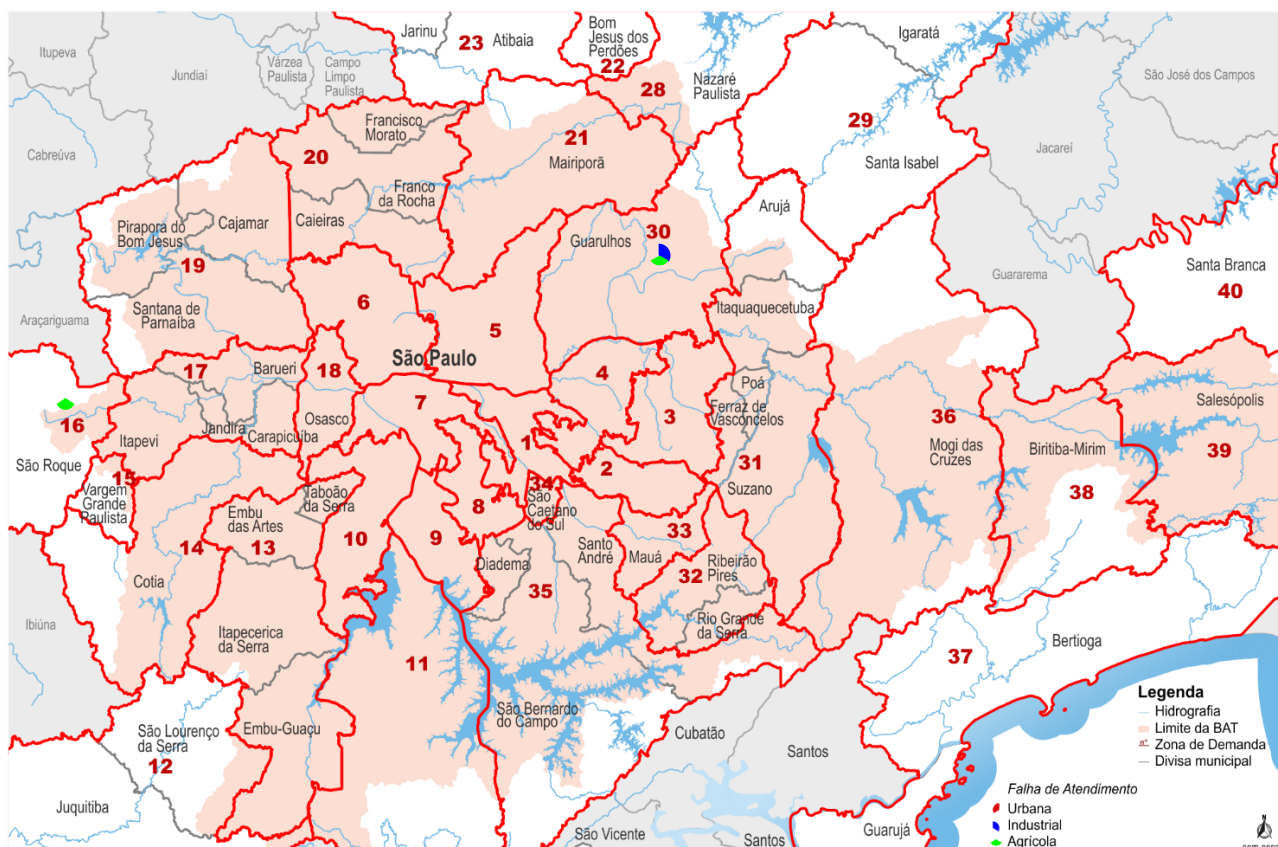 Itupeva
Jundiaí
Várzea
Paulista
Campo
Limpo
Paulista
Jarinu
23
Atibaia
Bom
Jesus dos
Perdões
22
Nazaré
Paulista
Igaratá
São José dos Campos
28
29
Santa Isabel
Jacareí
Cabreúva
Francisco
Morato
20
21
Mairiporã
Franco
da Rocha
Caieiras
Cajamar
Pirapora do
Bom Jesus
19
Santana de
Parnaíba
Araçariguama
Arujá
30
Guarulhos
Guararema
Santa Branca
40
6
5
Itaquaquecetuba
São Paulo
17
Barueri
18
4
Poá
Ferraz de
Vasconcelos
3
36
Mogi das
Cruzes
Salesópolis
39
Biritiba-Mirim
38
16
Itapevi
Jandira
Carapicuíba
Osasco
7
1
2
31
Suzano
São Roque
15
Vargem
Grande
Paulista
Taboão
da Serra
Embu
das Artes
13
14
Cotia
10
9
8
34
São
Caetano
do Sul
Santo
André
33
Mauá
32
Ribeirão
Pires
Diadema
35
Rio Grande
da Serra
Ibiúna
Itapecerica
da Serra
11
37
Bertioga
São Bernardo
do Campo
Cubatão
Santos
São Lourenço
da Serra
12
Embu-Guaçu
Juquitiba
São Vicente
Santos
Guarujá
Legenda
Hidrografia
Limite da BAT
nº Zona de Demanda
Divisa municipal
Falha de Atendimento
Urbana
Industrial
Agrícola